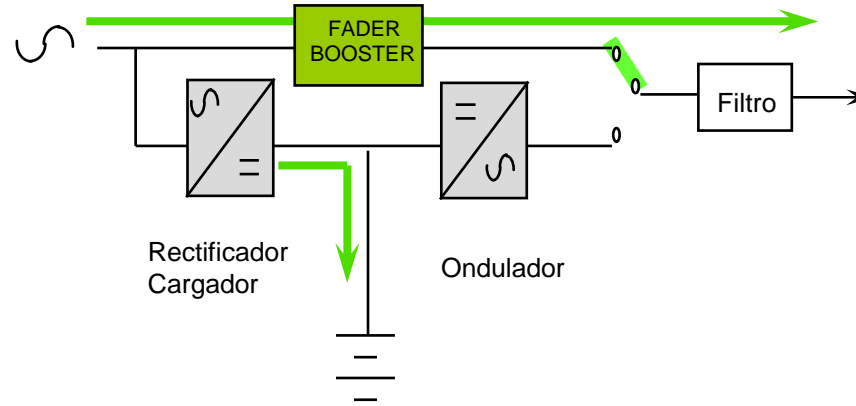 FADER
BOOSTER
Filtro
Rectificador
Cargador
Ondulador